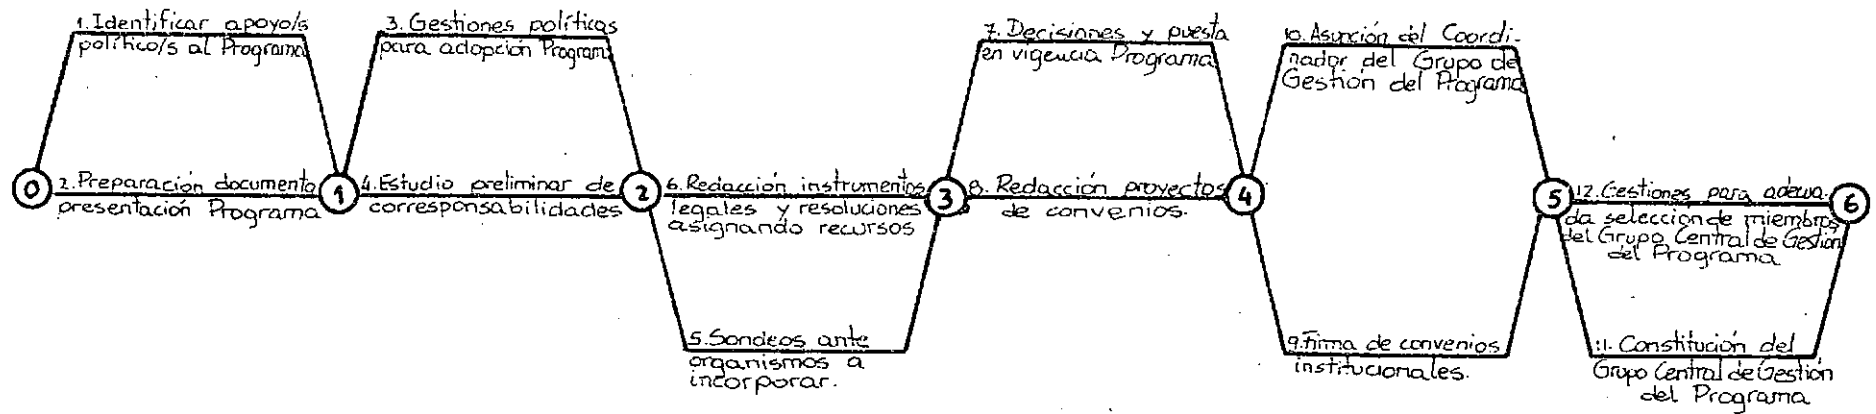 1. Identificar apoyo/s
político/s al Programa
3. Gestiones políticas
para adopción Programa
7. Decisiones y puesta
en vigencia Programa
10. Asunción del Coordi-
nador del Grupo de
Gestión del Programa
0
2. Preparación documento
presentación Programa
1
4. Estudio preliminar de
corresponsabilidades
2
6. Redacción instrumentos
legales y resoluciones
asignando recursos
3
8. Redacción proyectos
de convenios.
4
5
12. Gestiones para adecua-
da seleccion de miembros
del Grupo Central de Gestión
del Programa
6
5. Sondeos ante
organismos a
incorporar.
9. Firma de convenios
institucionales.
11. Constitución del
Grupo Central de Gestión
del Programa